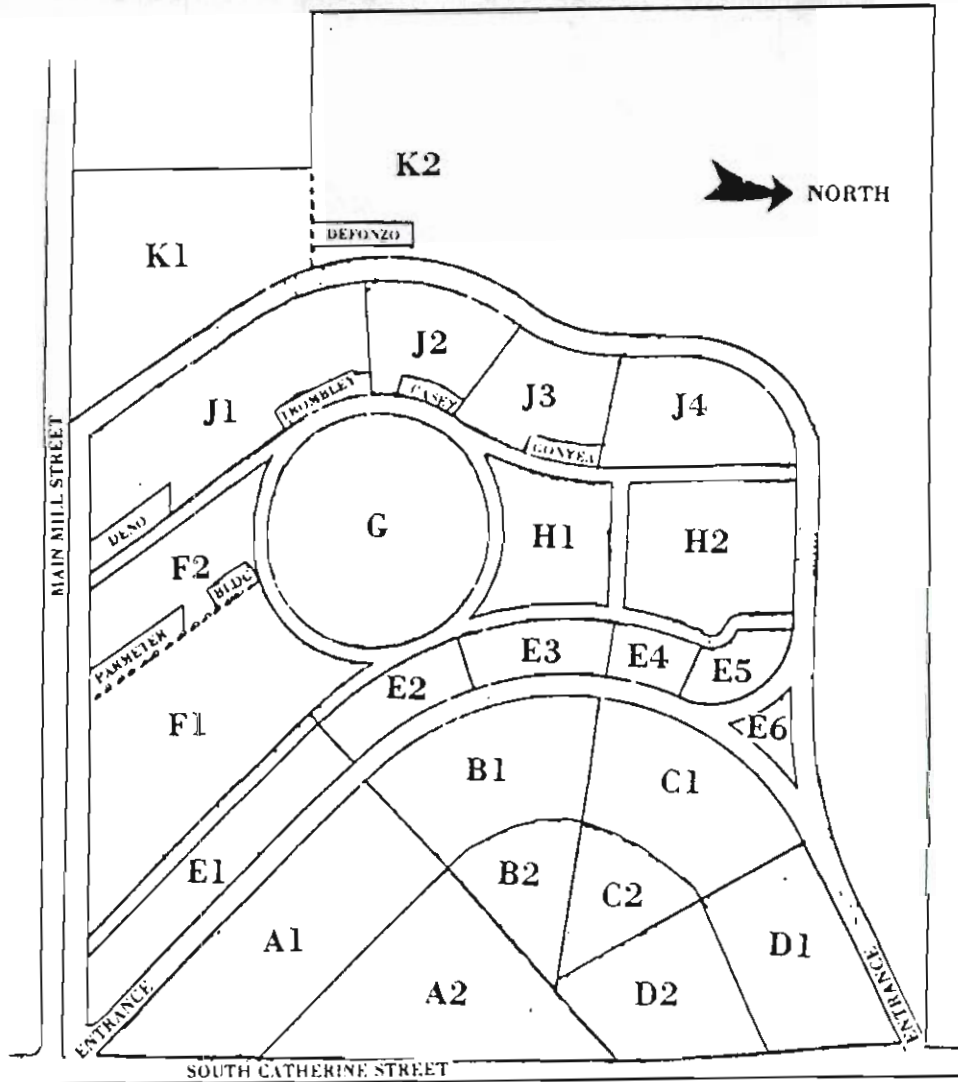 K2
NORTH
DEFONZO
K1
J2
TROMBLEY
CASEY
J3
J4
J1
GONYEA
MAIN MILL STREET
DENO
G
H1
H2
F2
BLDG
PARMETER
E3
E4
E5
E2
F1
<E6
B1
C1
E1
B2
C2
A1
D1
A2
D2
ENTRANCE
ENTRANCE
SOUTH CATHERINE STREET